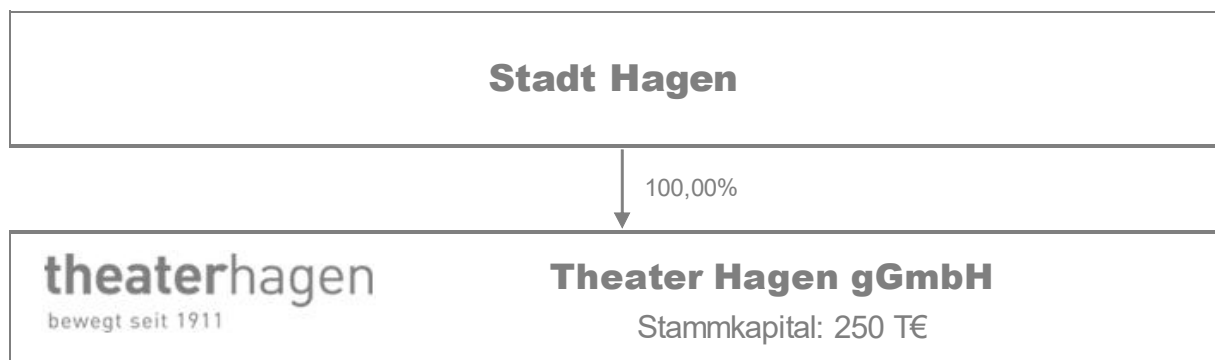 Stadt Hagen
100,00%
theaterhagen
bewegt seit 1911
Theater Hagen gGmbH
Stammkapital: 250 T€